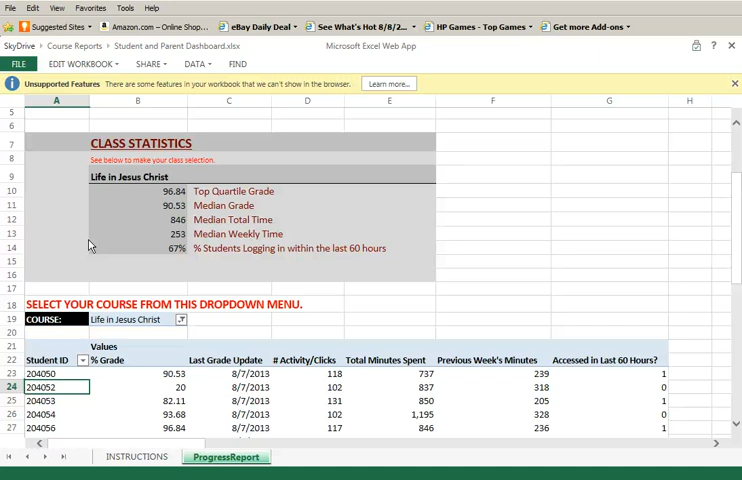 File Edit View Favorites Tools Help
Suggested Sites Amazon.com – Online Shop... eBay Daily Deal See What's Hot 8/8/2... HP Games - Top Games Get more Add-ons
SkyDrive Course Reports Student and Parent Dashboard.xlsx Microsoft Excel Web App ? ✕
FILE EDIT WORKBOOK SHARE DATA FIND
i Unsupported Features There are some features in your workbook that we can't show in the browser. Learn more... ✕
A B C D E F G H
5
6
7 CLASS STATISTICS
8 See below to make your class selection.
9 Life in Jesus Christ
10 96.84 Top Quartile Grade
11 90.53 Median Grade
12 846 Median Total Time
13 253 Median Weekly Time
14 67% % Students Logging in within the last 60 hours
15
16
17
18 SELECT YOUR COURSE FROM THIS DROPDOWN MENU.
19 COURSE: Life in Jesus Christ
20
21 Values
22 Student ID % Grade Last Grade Update # Activity/Clicks Total Minutes Spent Previous Week's Minutes Accessed in Last 60 Hours?
23 204050 90.53 8/7/2013 118 737 239 1
24 204052 20 8/7/2013 102 837 318 0
25 204053 82.11 8/7/2013 131 850 205 1
26 204054 93.68 8/7/2013 102 1,195 328 0
27 204056 96.84 8/7/2013 117 846 236 1
INSTRUCTIONS ProgressReport